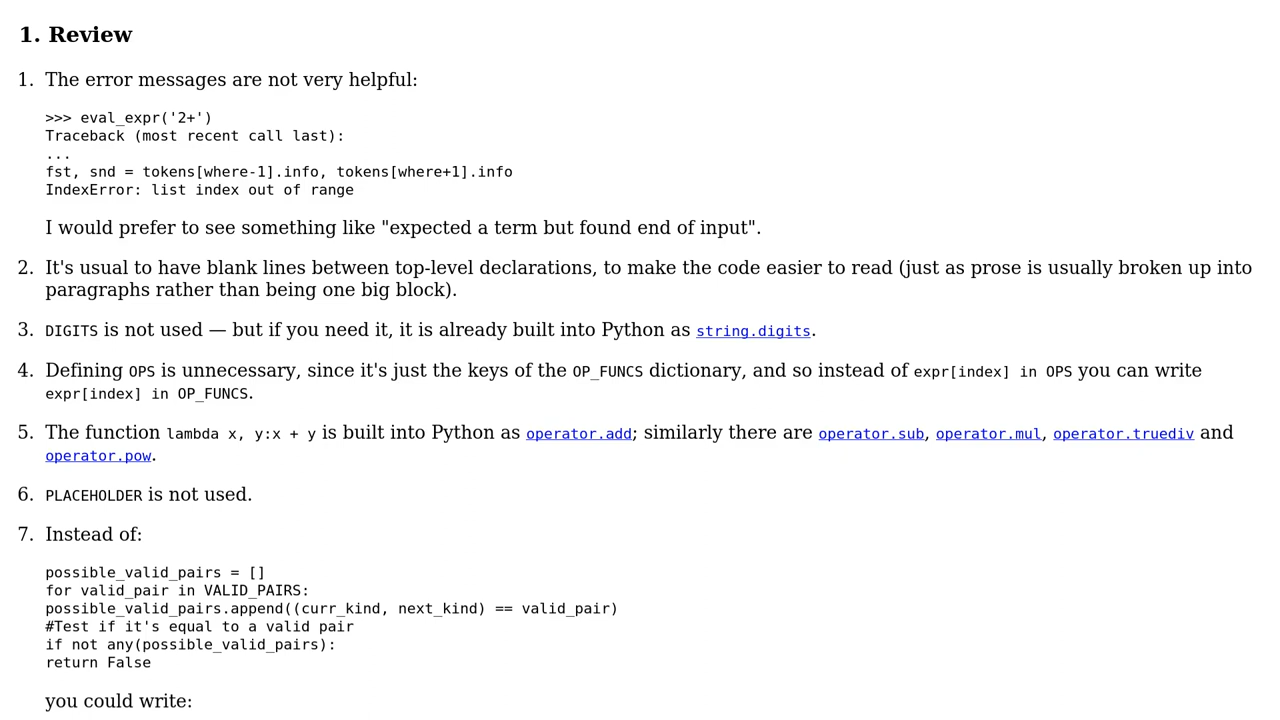 1. Review
1. The error messages are not very helpful:
>>> eval_expr('2+')
Traceback (most recent call last):
...
fst, snd = tokens[where-1].info, tokens[where+1].info
IndexError: list index out of range
I would prefer to see something like "expected a term but found end of input".
2. It's usual to have blank lines between top-level declarations, to make the code easier to read (just as prose is usually broken up into
paragraphs rather than being one big block).
3. DIGITS is not used — but if you need it, it is already built into Python as string.digits.
4. Defining OPS is unnecessary, since it's just the keys of the OP_FUNCS dictionary, and so instead of expr[index] in OPS you can write
expr[index] in OP_FUNCS.
5. The function lambda x, y:x + y is built into Python as operator.add; similarly there are operator.sub, operator.mul, operator.truediv and
operator.pow.
6. PLACEHOLDER is not used.
7. Instead of:
possible_valid_pairs = []
for valid_pair in VALID_PAIRS:
possible_valid_pairs.append((curr_kind, next_kind) == valid_pair)
#Test if it's equal to a valid pair
if not any(possible_valid_pairs):
return False
you could write: